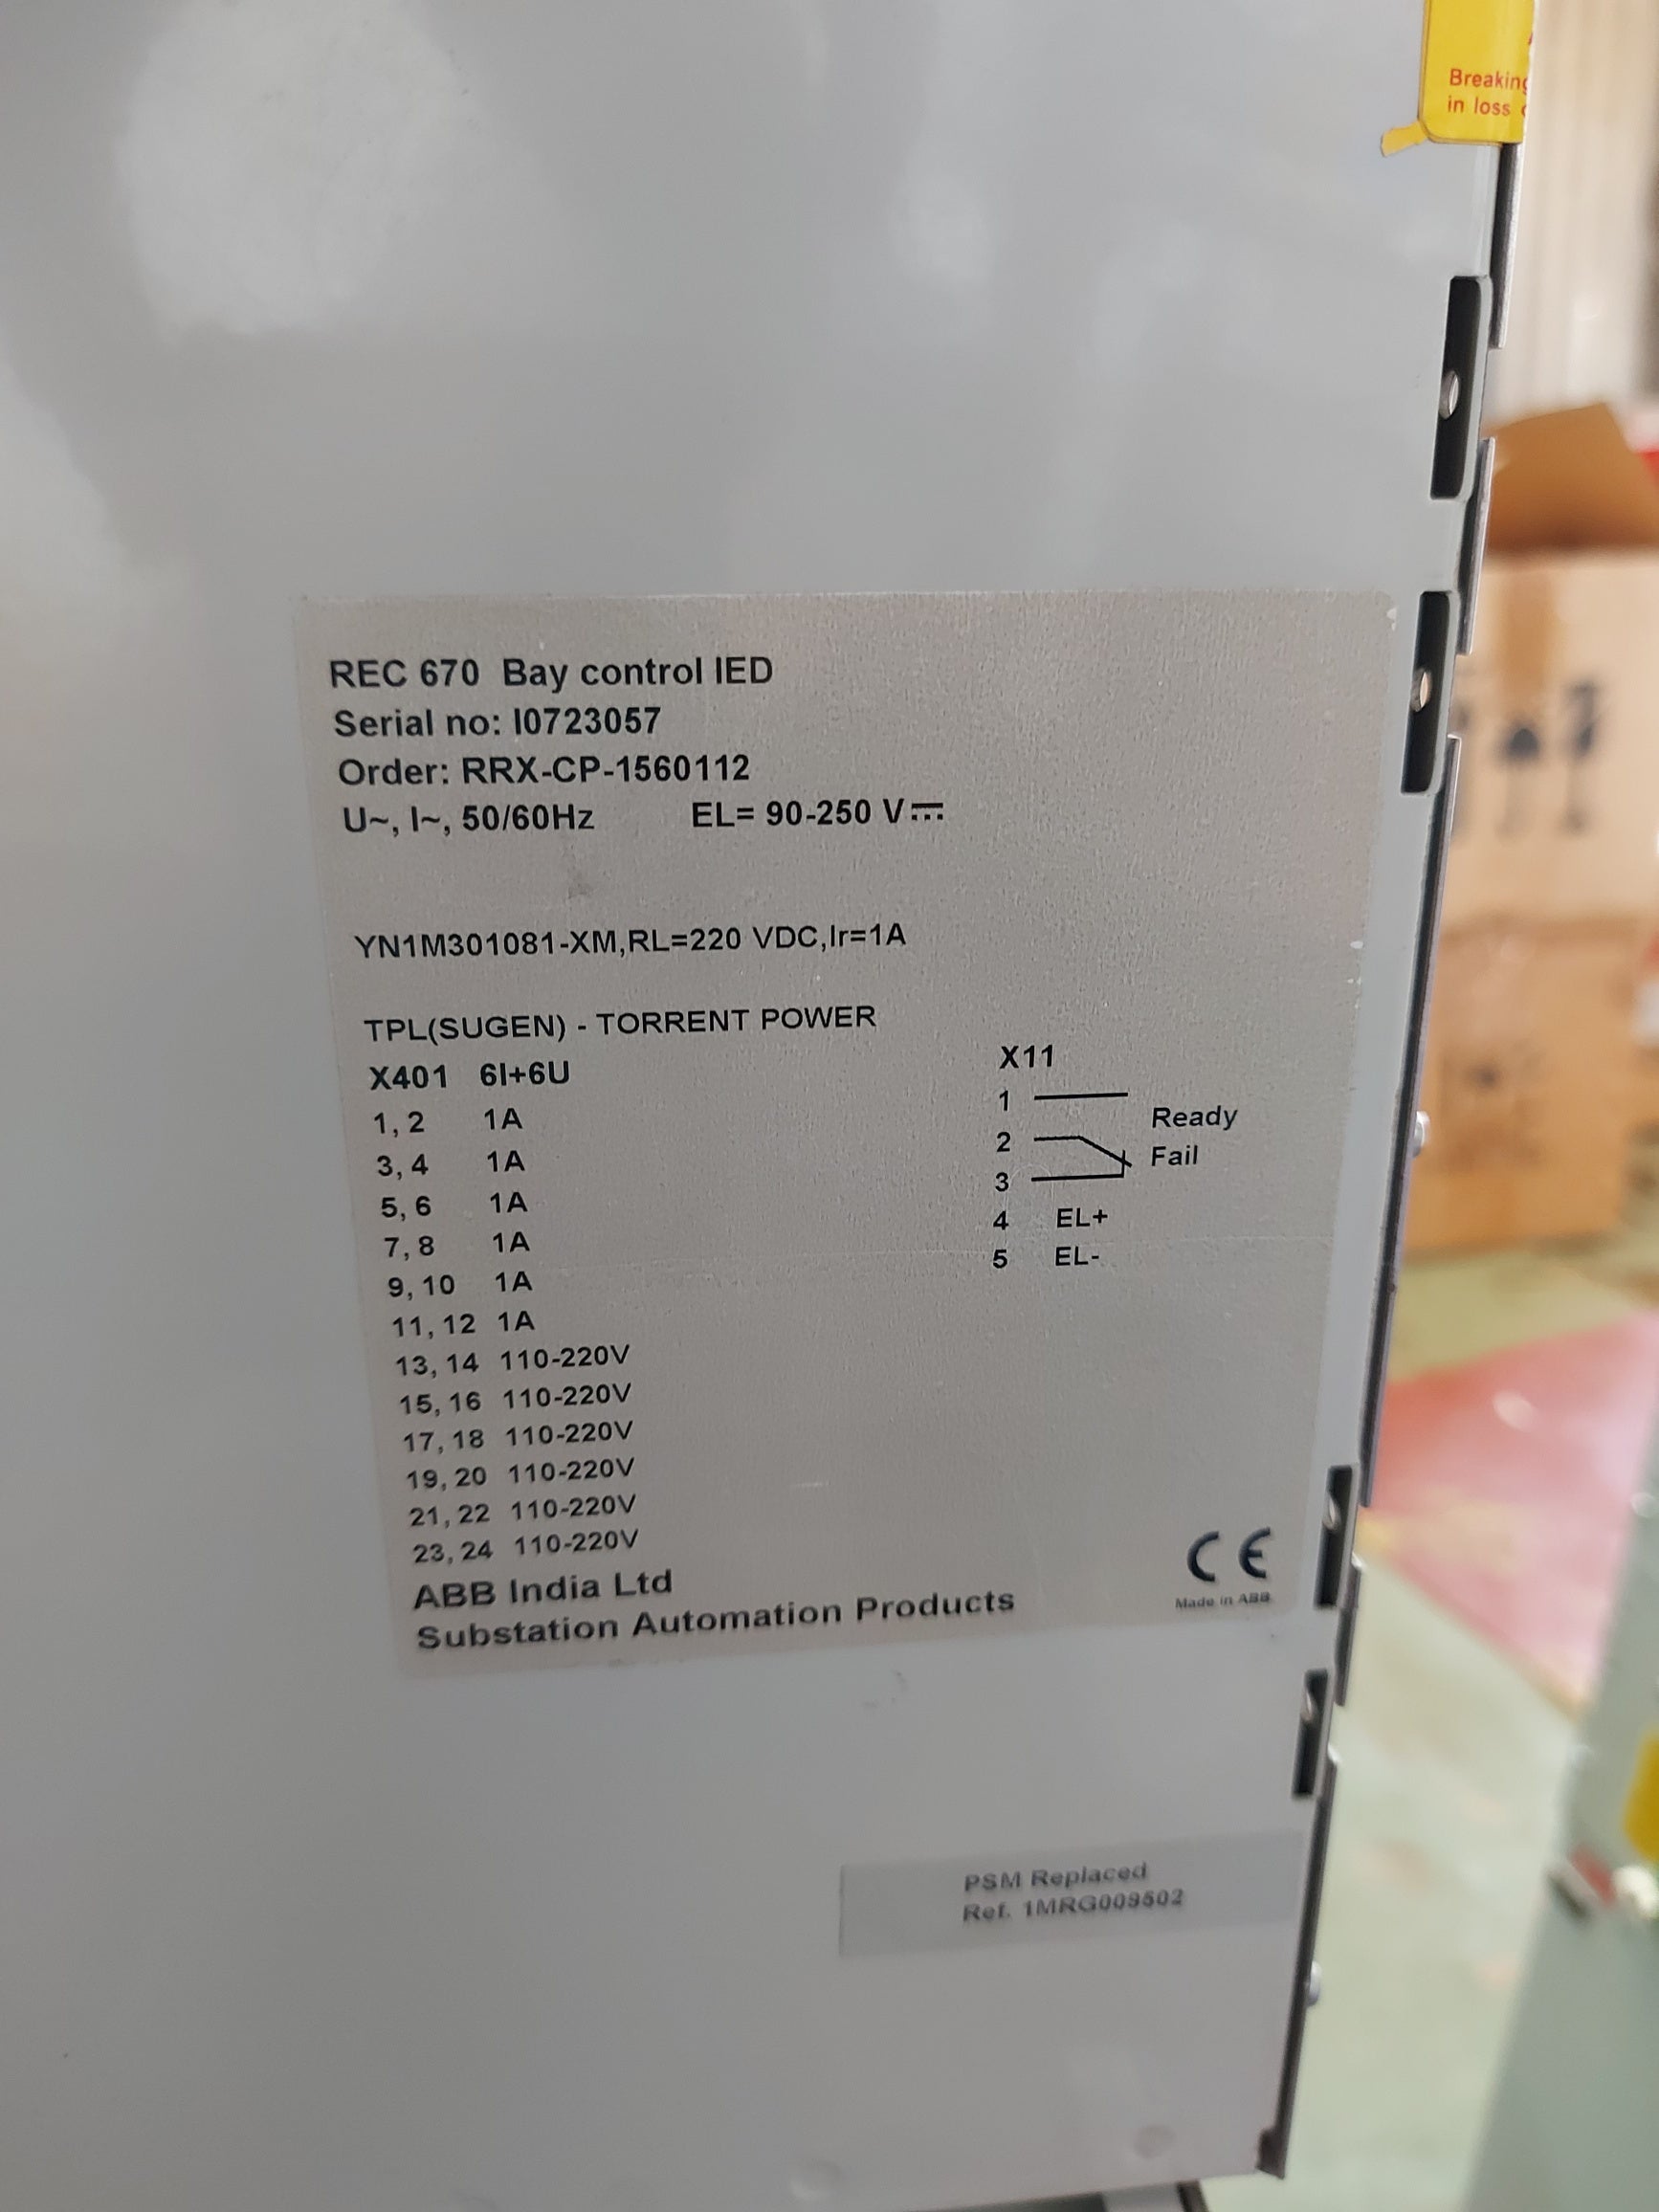 Breaking
in loss
REC 670 Bay control IED
Serial no: I0723057
Order: RRX-CP-1560112
U~, I~, 50/60Hz EL= 90-250 V⎓
YN1M301081-XM,RL=220 VDC,Ir=1A
TPL(SUGEN) - TORRENT POWER
X401 6I+6U
1, 2 1A
3, 4 1A
5, 6 1A
7, 8 1A
9, 10 1A
11, 12 1A
13, 14 110-220V
15, 16 110-220V
17, 18 110-220V
19, 20 110-220V
21, 22 110-220V
23, 24 110-220V
X11
1
Ready
2
Fail
3
4 EL+
5 EL-
ABB India Ltd
Substation Automation Products
CE
Made in ABB
PSM Replaced
Ref. 1MRG009502